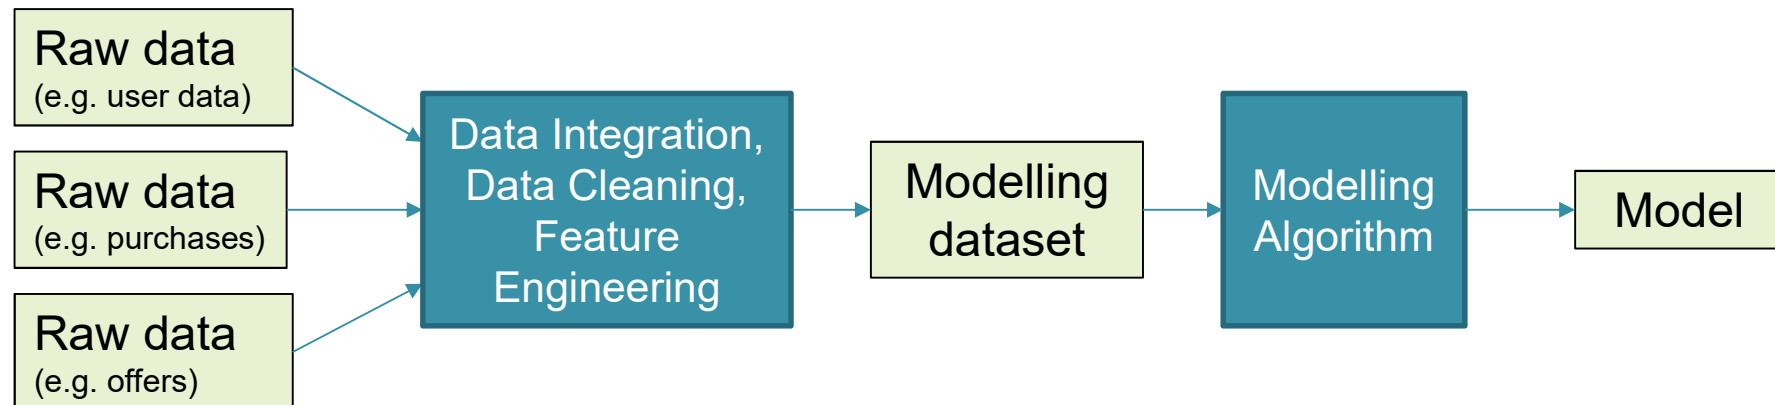 Raw data
(e.g. user data)
Raw data
(e.g. purchases)
Raw data
(e.g. offers)
Data Integration,
Data Cleaning,
Feature
Engineering
Modelling
dataset
Modelling
Algorithm
Model